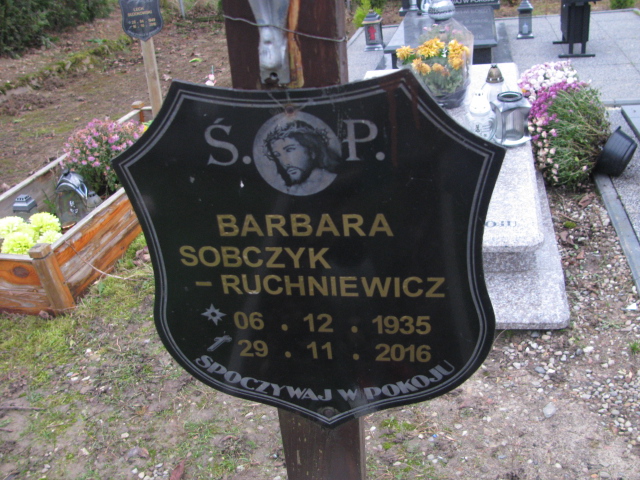 Ś. P.
BARBARA
SOBCZYK
– RUCHNIEWICZ
06 . 12 . 1935
29 . 11 . 2016
SPOCZYWAJ W POKOJU